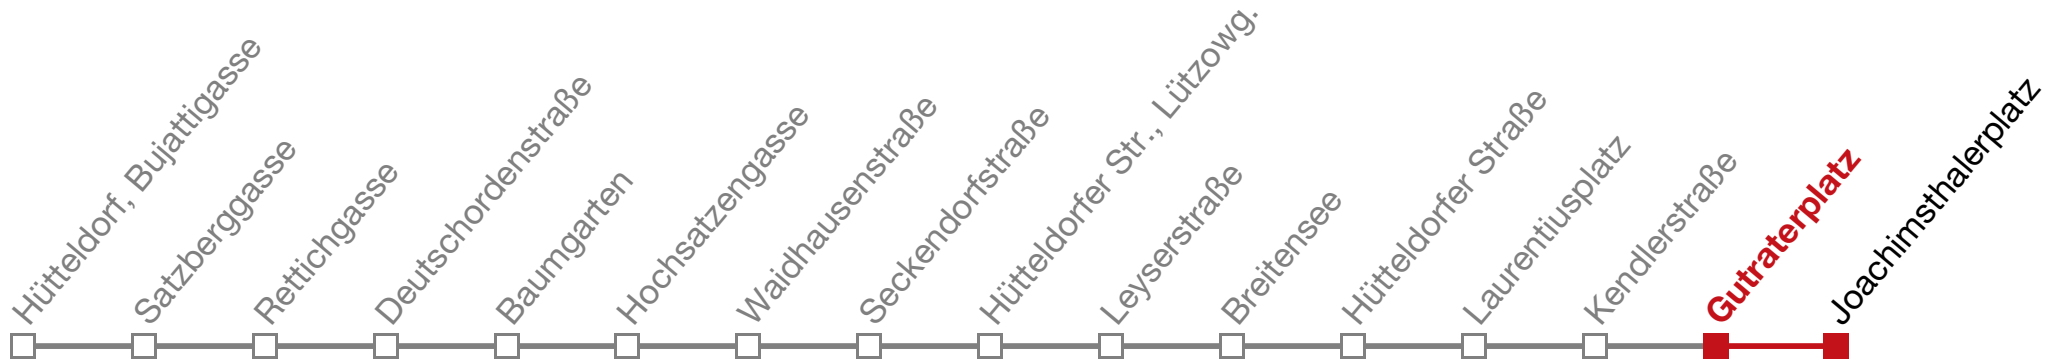 Hütteldorf, Bujattigasse
Satzberggasse
Rettichgasse
Deutschordenstraße
Baumgarten
Hochsatzengasse
Waidhausenstraße
Seckendorfstraße
Hütteldorfer Str., Lützowg.
Leyserstraße
Breitensee
Hütteldorfer Straße
Laurentiusplatz
Kendlerstraße
Gutraterplatz
Joachimsthalerplatz